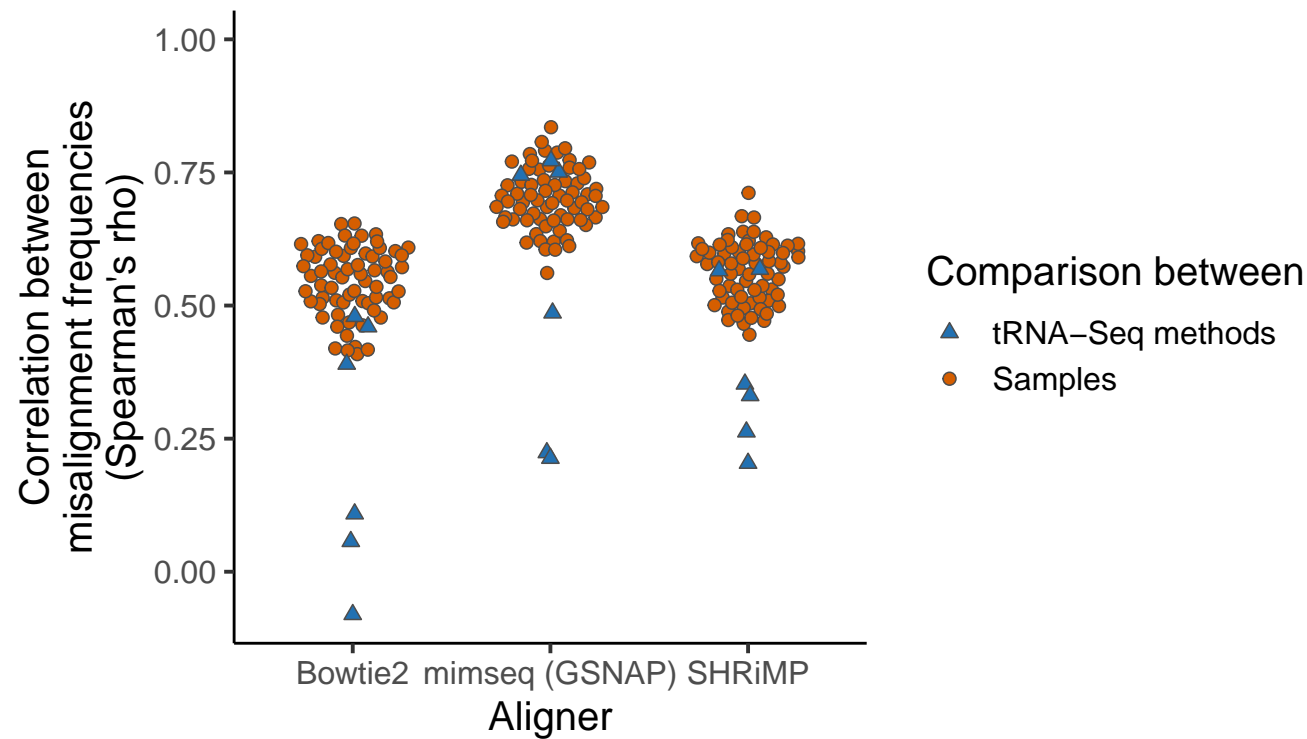 Correlation between
misalignment frequencies
(Spearman's rho)
1.00
0.75
0.50
0.25
0.00
Bowtie2 mimseq (GSNAP) SHRiMP
Aligner
Comparison between
tRNA−Seq methods
Samples